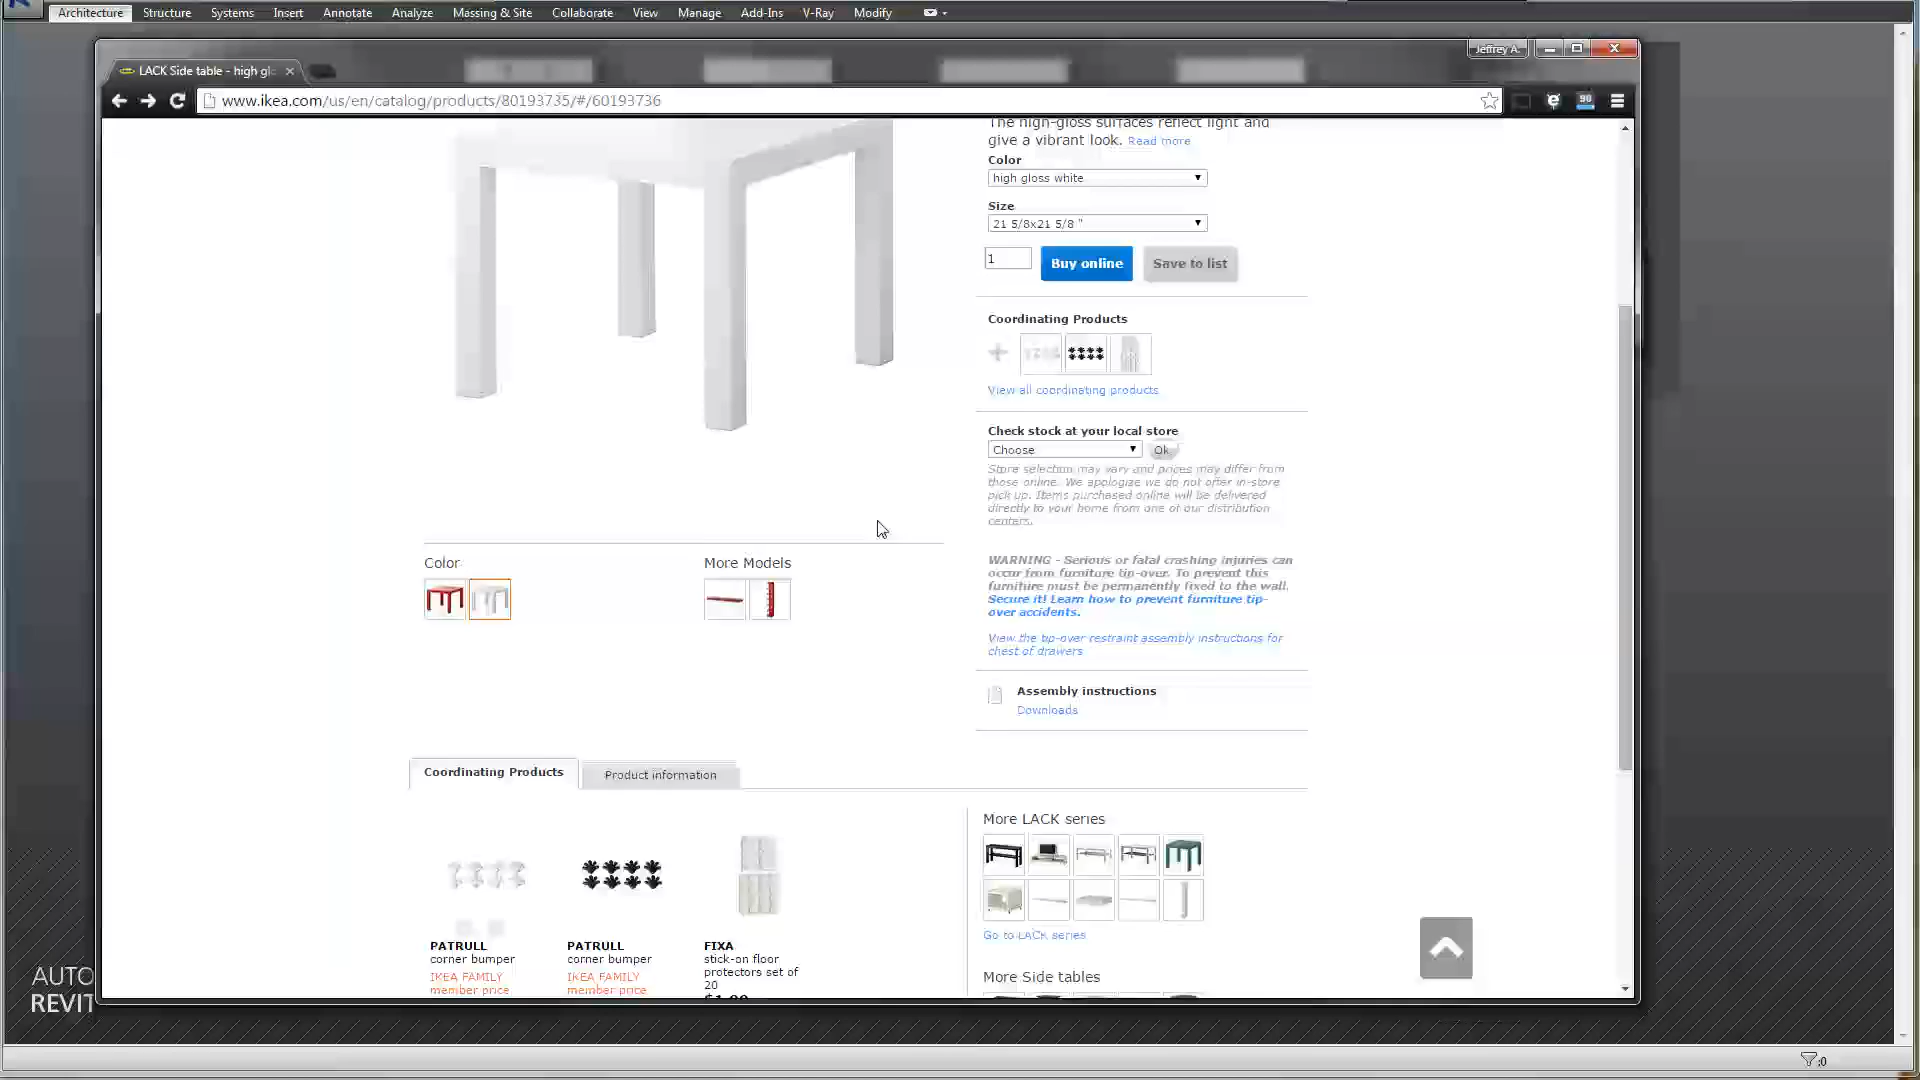 Architecture Structure Systems Insert Annotate Analyze Massing & Site Collaborate View Manage Add-Ins V-Ray Modify
Jeffrey A.
LACK Side table - high glo
www.ikea.com/us/en/catalog/products/80193735/#/60193736
90
The high-gloss surfaces reflect light and
give a vibrant look. Read more
Color
high gloss white
Size
21 5/8x21 5/8 "
1 Buy online Save to list
Coordinating Products
View all coordinating products
Check stock at your local store
Choose Ok
Store selection may vary and prices may differ from
those online. We apologize we do not offer in-store
pick up. Items purchased online will be delivered
directly to your home from one of our distribution
centers.
WARNING - Serious or fatal crashing injuries can
occur from furniture tip-over. To prevent this
furniture must be permanently fixed to the wall.
Secure it! Learn how to prevent furniture tip-
over accidents.
View the tip-over restraint assembly instructions for
chest of drawers
Color More Models
Assembly instructions
Downloads
Coordinating Products Product information
More LACK series
Go to LACK series
More Side tables
PATRULL
corner bumper
IKEA FAMILY
member price
PATRULL
corner bumper
IKEA FAMILY
member price
FIXA
stick-on floor
protectors set of
20
AUTO
REVIT
:0